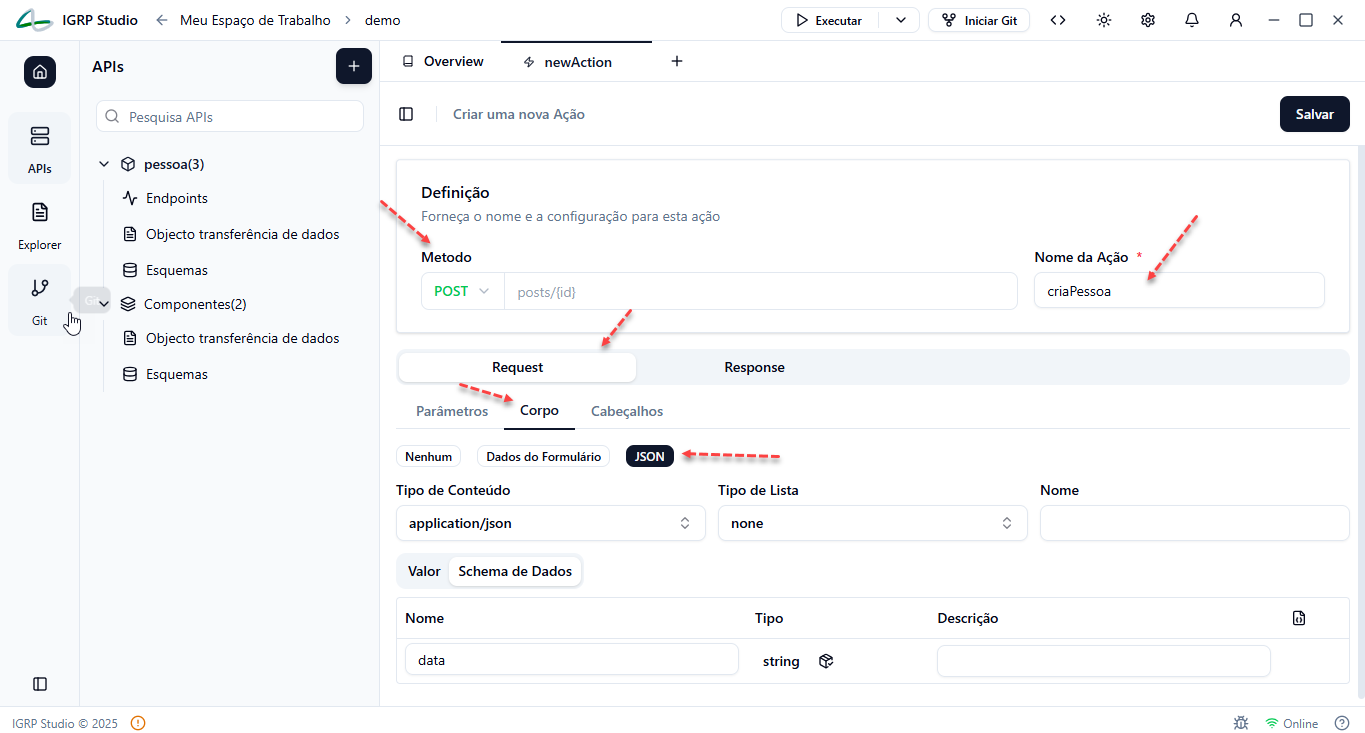 IGRP Studio
Meu Espaço de Trabalho
demo
Executar
Iniciar Git
APIs
Overview
newAction
Pesquisa APIs
Criar uma nova Ação
Salvar
APIs
pessoa(3)
Endpoints
Objecto transferência de dados
Esquemas
Explorer
Git
Componentes(2)
Objecto transferência de dados
Git
Esquemas
Definição
Forneça o nome e a configuração para esta ação
Metodo
Nome da Ação *
POST
posts/{id}
criaPessoa
Request
Response
Parâmetros
Corpo
Cabeçalhos
Nenhum
Dados do Formulário
JSON
Tipo de Conteúdo
Tipo de Lista
Nome
application/json
none
Valor
Schema de Dados
Nome
Tipo
Descrição
data
string
IGRP Studio © 2025
Online